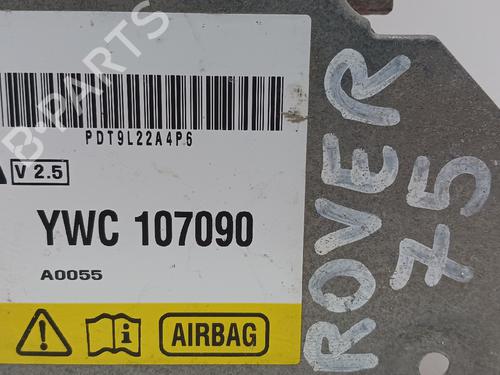 PDT9L22A4P6
V 2.5
YWC 107090
A0055
AIRBAG
ROVER
75
B-PARTS